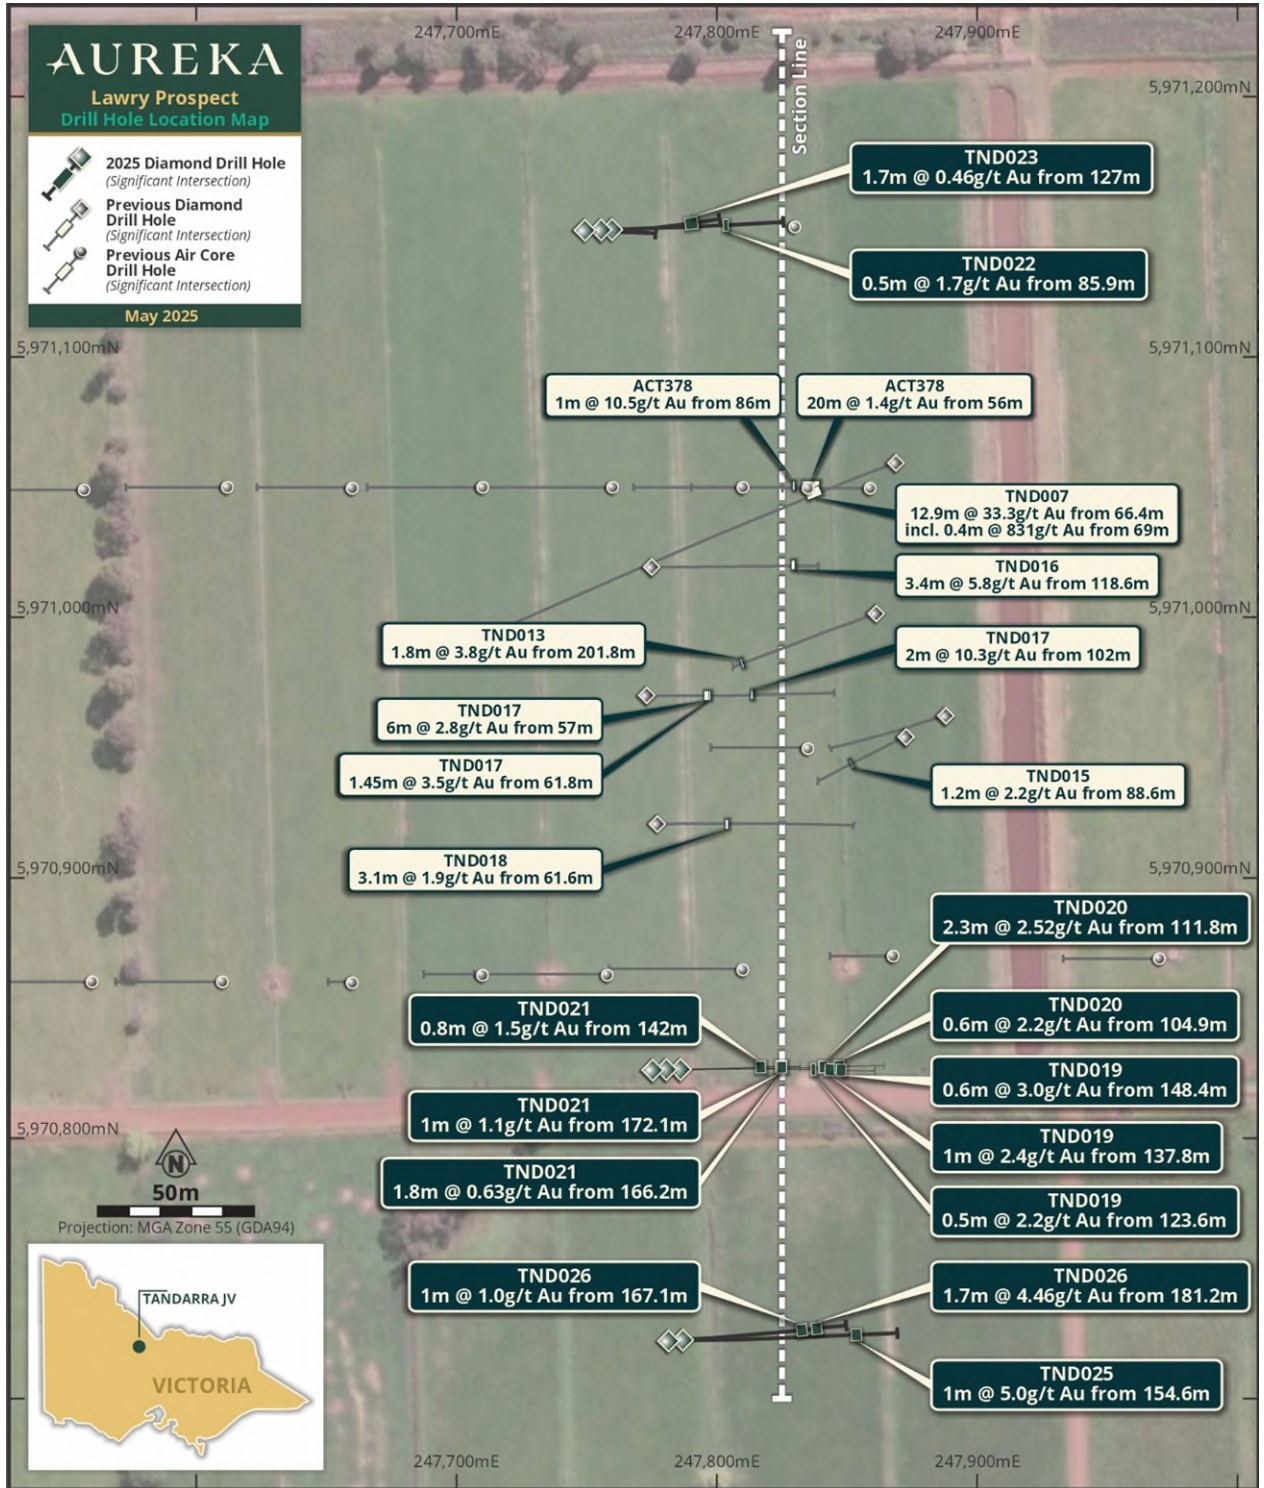 247,700mE
247,800mE
247,900mE
AUREKA
Lawry Prospect
Drill Hole Location Map
2025 Diamond Drill Hole
(Significant Intersection)
Previous Diamond
Drill Hole
(Significant Intersection)
Previous Air Core
Drill Hole
(Significant Intersection)
May 2025
Section Line
5,971,200mN
TND023
1.7m @ 0.46g/t Au from 127m
TND022
0.5m @ 1.7g/t Au from 85.9m
5,971,100mN
5,971,100mN
ACT378
1m @ 10.5g/t Au from 86m
ACT378
20m @ 1.4g/t Au from 56m
TND007
12.9m @ 33.3g/t Au from 66.4m
incl. 0.4m @ 831g/t Au from 69m
TND016
3.4m @ 5.8g/t Au from 118.6m
5,971,000mN
5,971,000mN
TND013
1.8m @ 3.8g/t Au from 201.8m
TND017
2m @ 10.3g/t Au from 102m
TND017
6m @ 2.8g/t Au from 57m
TND017
1.45m @ 3.5g/t Au from 61.8m
TND015
1.2m @ 2.2g/t Au from 88.6m
TND018
3.1m @ 1.9g/t Au from 61.6m
5,970,900mN
5,970,900mN
TND020
2.3m @ 2.52g/t Au from 111.8m
TND021
0.8m @ 1.5g/t Au from 142m
TND020
0.6m @ 2.2g/t Au from 104.9m
TND019
0.6m @ 3.0g/t Au from 148.4m
TND021
1m @ 1.1g/t Au from 172.1m
TND019
1m @ 2.4g/t Au from 137.8m
TND021
1.8m @ 0.63g/t Au from 166.2m
TND019
0.5m @ 2.2g/t Au from 123.6m
5,970,800mN
N
50m
Projection: MGA Zone 55 (GDA94)
TANDARRA JV
VICTORIA
TND026
1m @ 1.0g/t Au from 167.1m
TND026
1.7m @ 4.46g/t Au from 181.2m
TND025
1m @ 5.0g/t Au from 154.6m
247,700mE
247,800mE
247,900mE